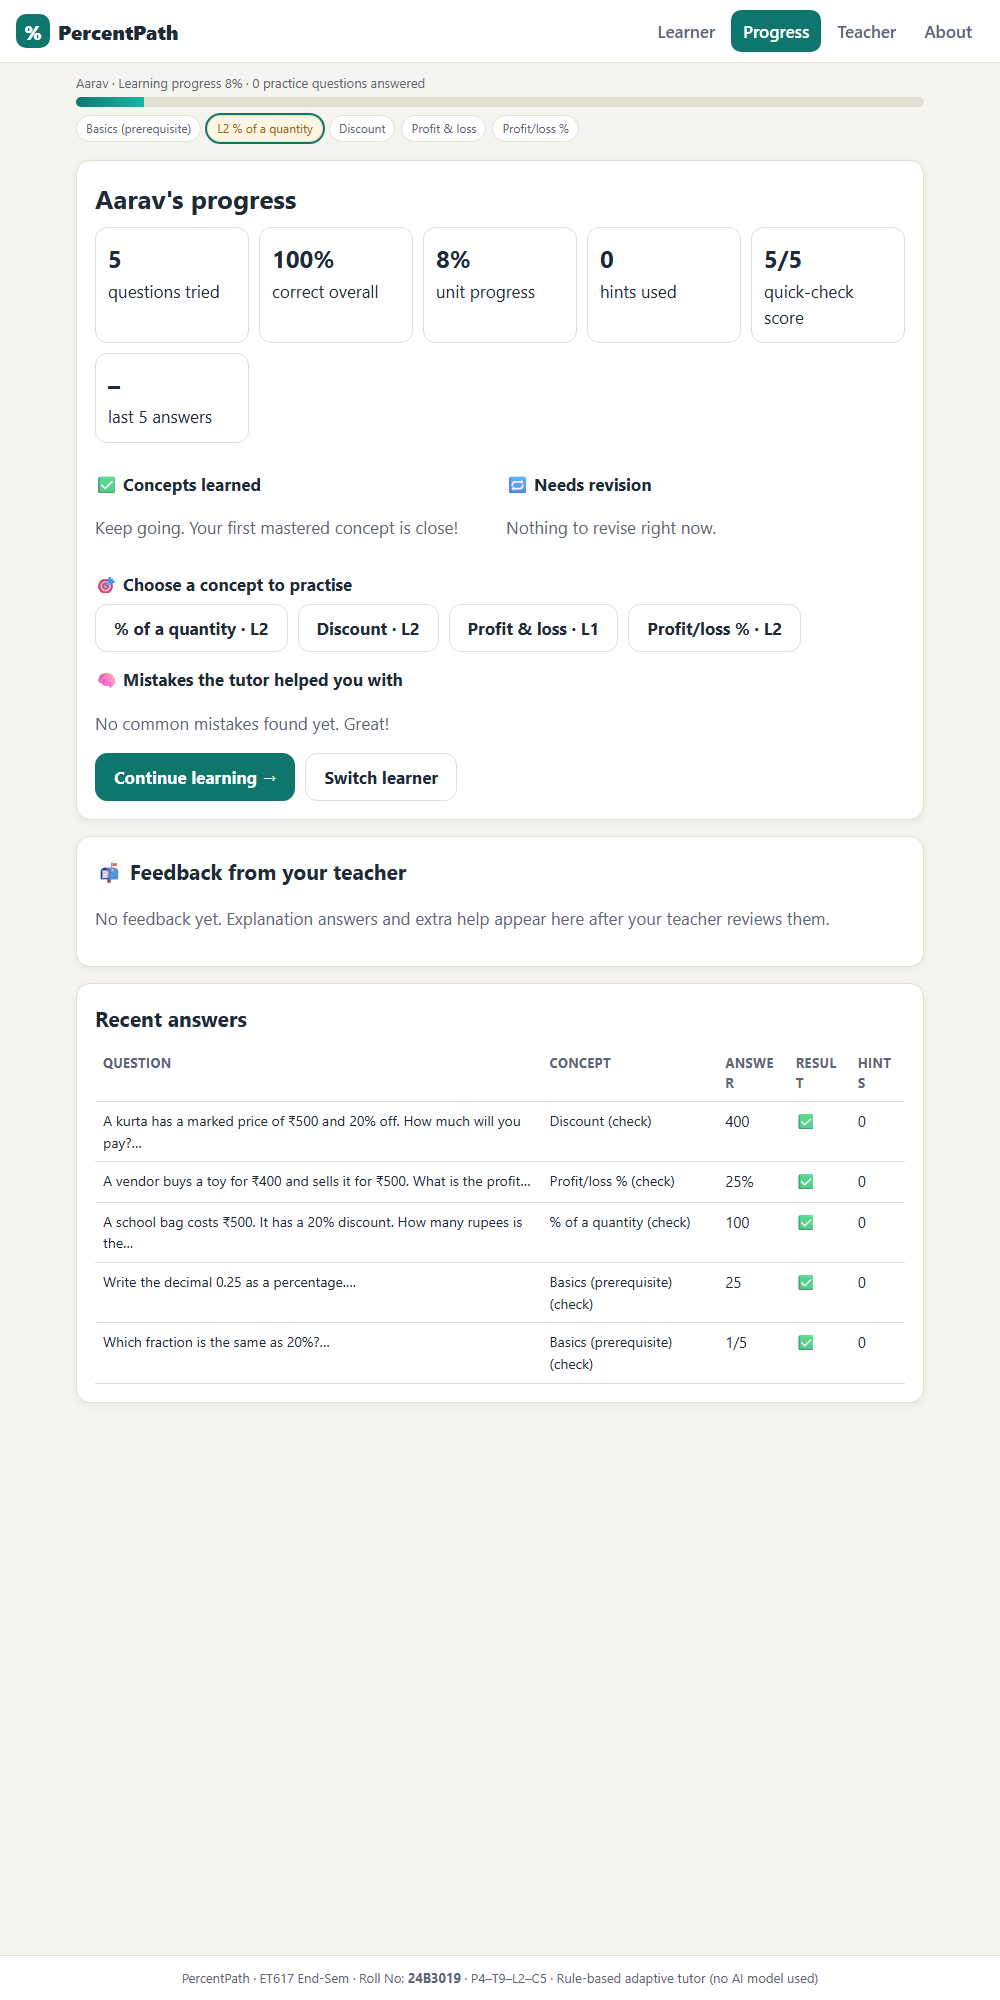 % PercentPath
Learner Progress Teacher About
Aarav · Learning progress 8% · 0 practice questions answered
Basics (prerequisite) L2 % of a quantity Discount Profit & loss Profit/loss %
Aarav's progress
5
questions tried
100%
correct overall
8%
unit progress
0
hints used
5/5
quick-check
score
–
last 5 answers
Concepts learned
Keep going. Your first mastered concept is close!
Needs revision
Nothing to revise right now.
Choose a concept to practise
% of a quantity · L2 Discount · L2 Profit & loss · L1 Profit/loss % · L2
Mistakes the tutor helped you with
No common mistakes found yet. Great!
Continue learning → Switch learner
Feedback from your teacher
No feedback yet. Explanation answers and extra help appear here after your teacher reviews them.
Recent answers
QUESTION CONCEPT ANSWE RESUL HINT
R T S
A kurta has a marked price of ₹500 and 20% off. How much will you Discount (check) 400 0
pay?...
A vendor buys a toy for ₹400 and sells it for ₹500. What is the profit... Profit/loss % (check) 25% 0
A school bag costs ₹500. It has a 20% discount. How many rupees is % of a quantity (check) 100 0
the...
Write the decimal 0.25 as a percentage.... Basics (prerequisite) 25 0
(check)
Which fraction is the same as 20%?... Basics (prerequisite) 1/5 0
(check)
PercentPath · ET617 End-Sem · Roll No: 24B3019 · P4–T9–L2–C5 · Rule-based adaptive tutor (no AI model used)